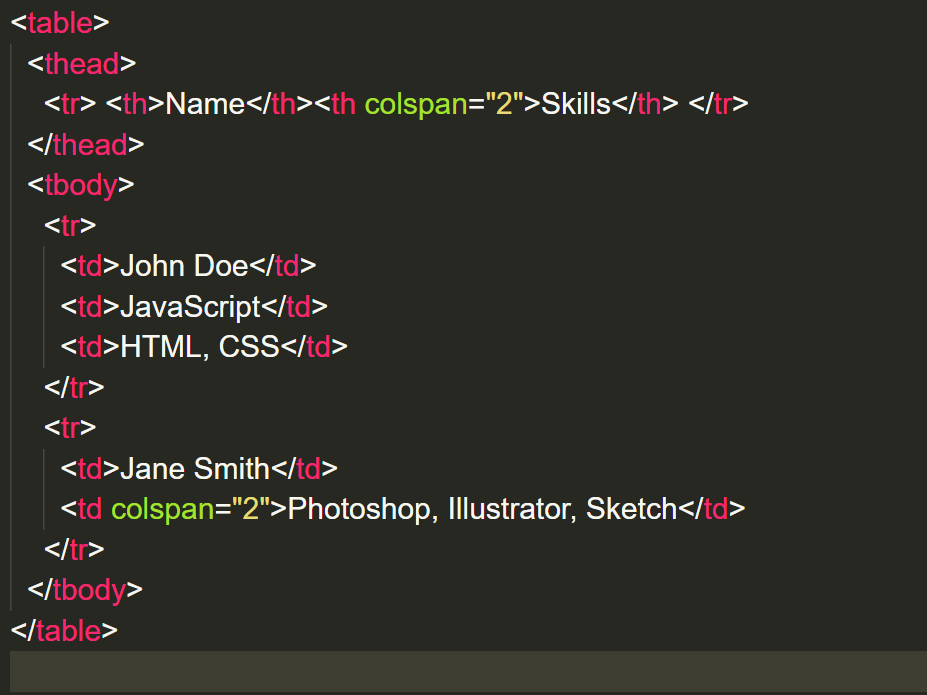 <table>
<thead>
<tr> <th>Name</th><th colspan="2">Skills</th> </tr>
</thead>
<tbody>
<tr>
<td>John Doe</td>
<td>JavaScript</td>
<td>HTML, CSS</td>
</tr>
<tr>
<td>Jane Smith</td>
<td colspan="2">Photoshop, Illustrator, Sketch</td>
</tr>
</tbody>
</table>